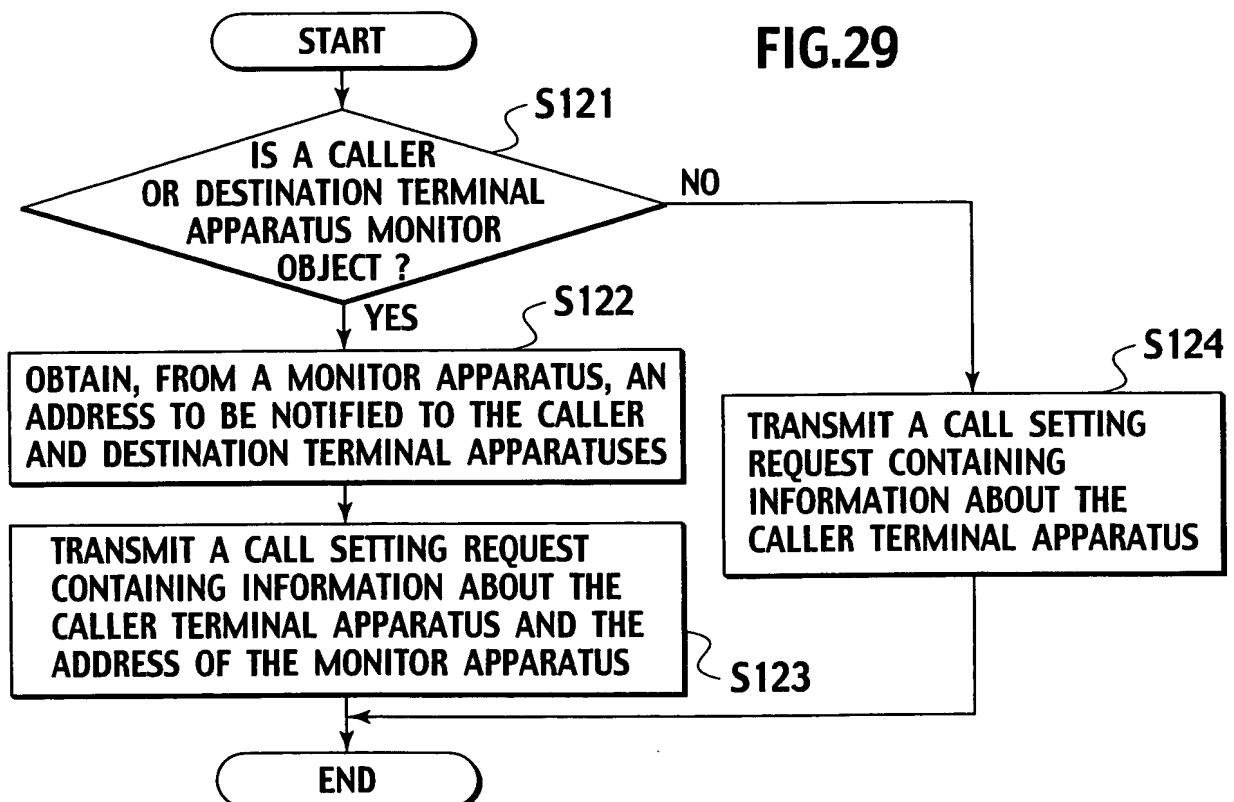 START
FIG.29
S121
IS A CALLER
OR DESTINATION TERMINAL
APPARATUS MONITOR
OBJECT ?
NO
YES
S122
OBTAIN, FROM A MONITOR APPARATUS, AN
ADDRESS TO BE NOTIFIED TO THE CALLER
AND DESTINATION TERMINAL APPARATUSES
S124
TRANSMIT A CALL SETTING
REQUEST CONTAINING
INFORMATION ABOUT THE
CALLER TERMINAL APPARATUS
TRANSMIT A CALL SETTING REQUEST
CONTAINING INFORMATION ABOUT THE
CALLER TERMINAL APPARATUS AND THE
ADDRESS OF THE MONITOR APPARATUS
S123
END